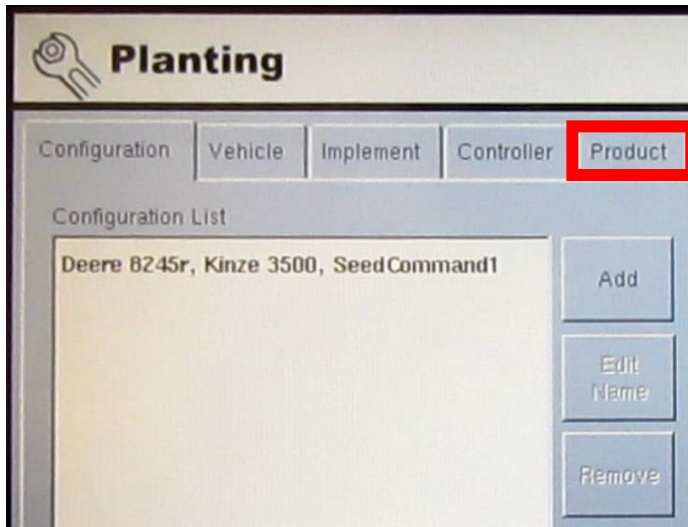 Planting
Configuration Vehicle Implement Controller Product
Configuration List
Deere 8245r, Kinze 3500, SeedCommand1
Add
Edit
Name
Remove